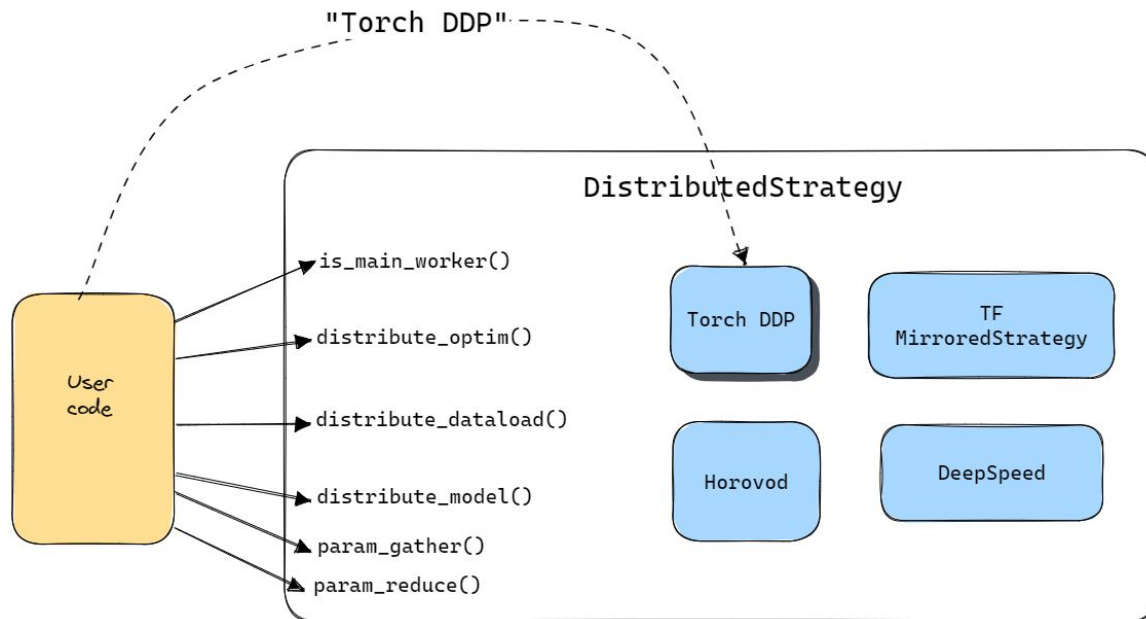 "Torch DDP"
DistributedStrategy
is_main_worker()
distribute_optim()
distribute_dataload()
distribute_model()
param_gather()
param_reduce()
User
code
Torch DDP
TF
MirroredStrategy
Horovod
DeepSpeed